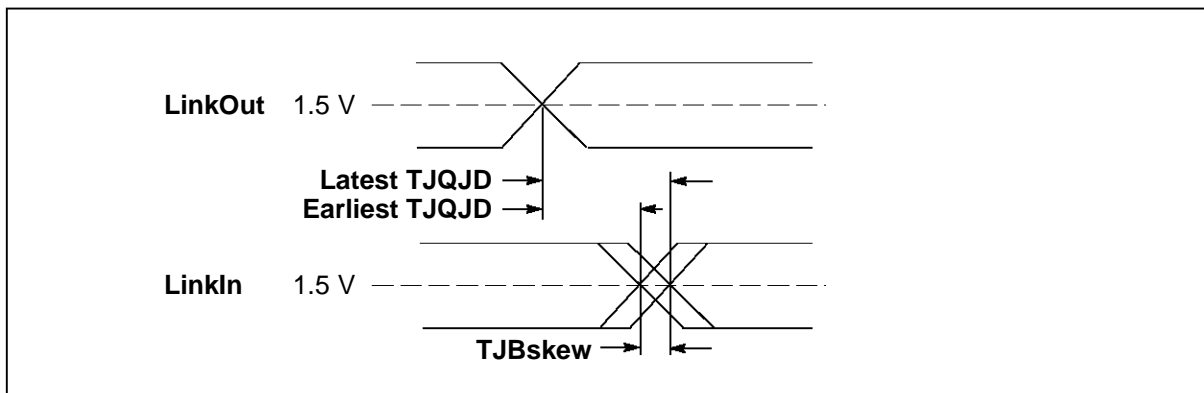 LinkOut 1.5 V
Latest TJQJD
Earliest TJQJD
LinkIn 1.5 V
TJBskew